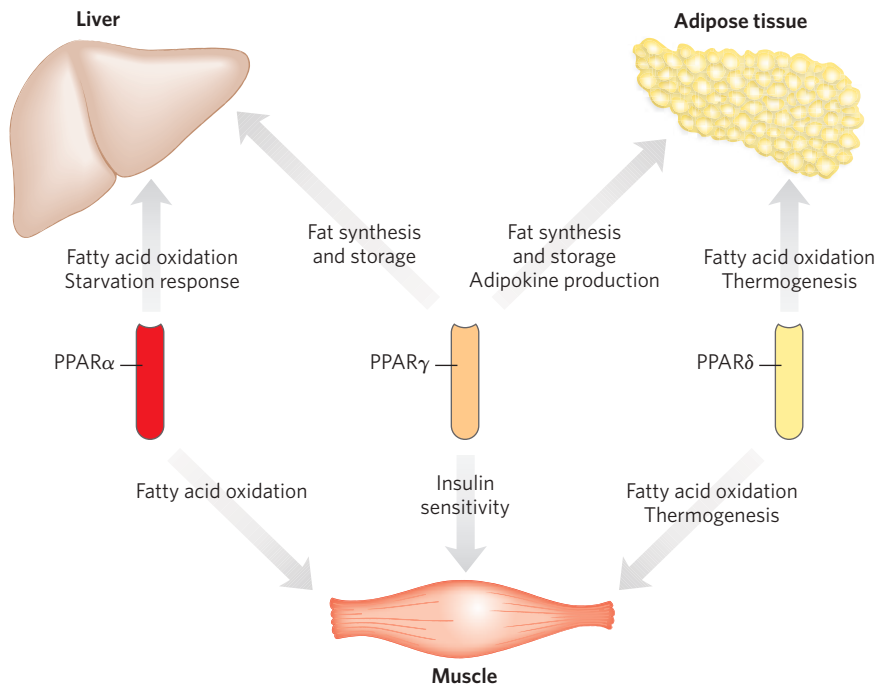 Liver
Adipose tissue
Fatty acid oxidation
Starvation response
Fat synthesis
and storage
Fat synthesis
and storage
Adipokine production
Fatty acid oxidation
Thermogenesis
PPARα
PPARγ
PPARδ
Fatty acid oxidation
Insulin
sensitivity
Fatty acid oxidation
Thermogenesis
Muscle